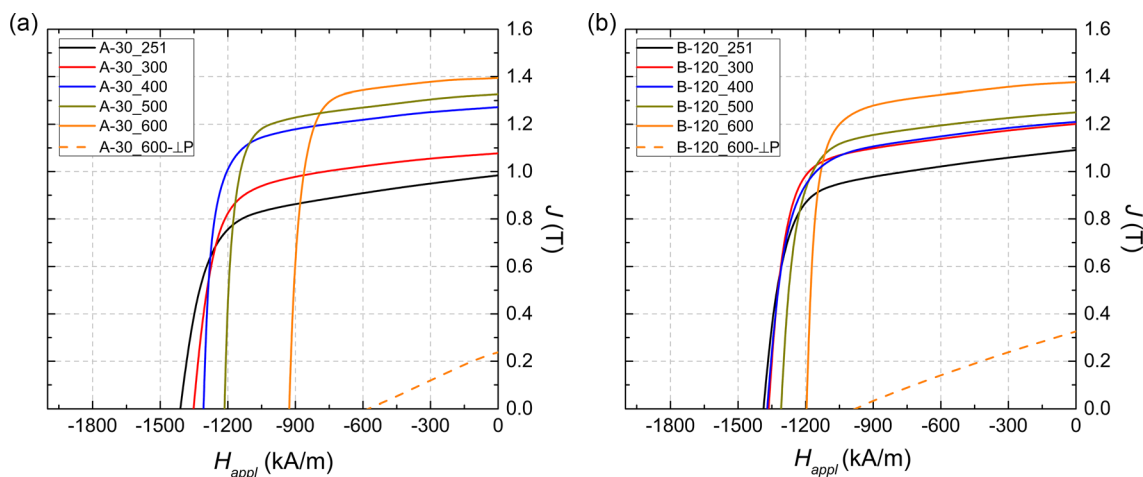 (a)
A-30_251
A-30_300
A-30_400
A-30_500
A-30_600
A-30_600-⊥P
1.6
1.4
1.2
1.0
0.8
0.6
0.4
0.2
0.0
J (T)
-1800 -1500 -1200 -900 -600 -300 0
H_appl (kA/m)
(b)
B-120_251
B-120_300
B-120_400
B-120_500
B-120_600
B-120_600-⊥P
1.6
1.4
1.2
1.0
0.8
0.6
0.4
0.2
0.0
J (T)
-1800 -1500 -1200 -900 -600 -300 0
H_appl (kA/m)